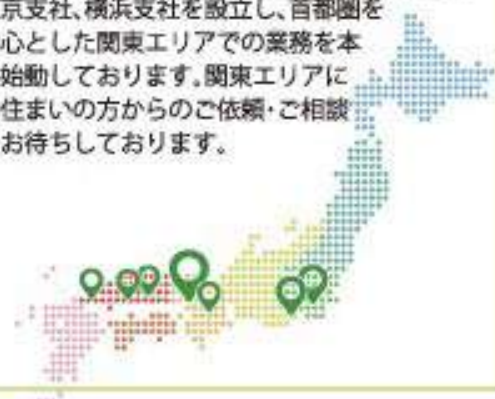 京支社、横浜支社を設立し、首都圏を
心とした関東エリアでの業務を本
始動しております。関東エリアに
住まいの方からのご依頼・ご相談
お待ちしております。